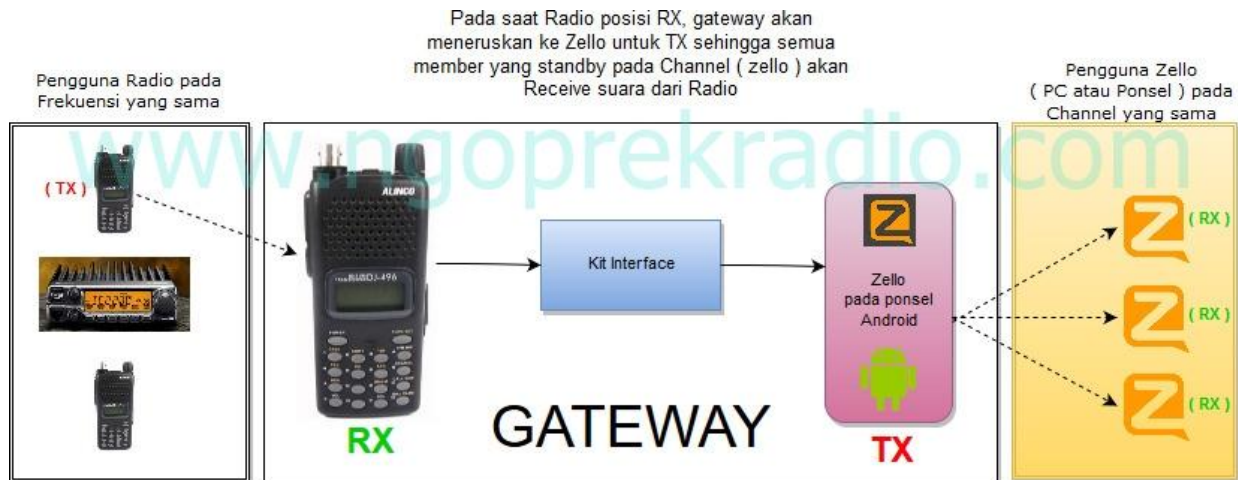 Pada saat Radio posisi RX, gateway akan
meneruskan ke Zello untuk TX sehingga semua
member yang standby pada Channel ( zello ) akan
Receive suara dari Radio
Pengguna Radio pada
Frekuensi yang sama
Pengguna Zello
( PC atau Ponsel ) pada
Channel yang sama
www.ngoprekradio.com
( TX )
ALINCO
DJ-496
RX
Kit Interface
GATEWAY
Zello
pada ponsel
Android
TX
( RX )
( RX )
( RX )